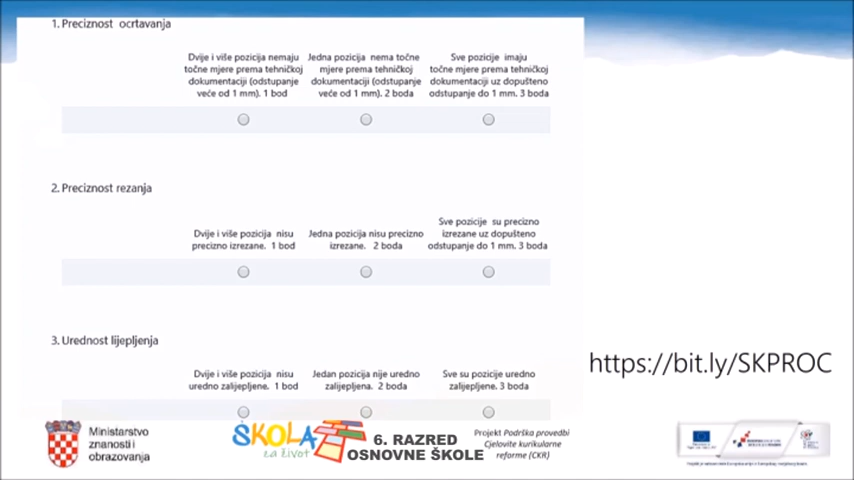 1. Preciznost ocrtavanja
Dvije i više pozicija nemaju
točne mjere prema tehničkoj
dokumentaciji (odstupanje
veće od 1 mm). 1 bod
Jedna pozicija nema točne
mjere prema tehničkoj
dokumentaciji (odstupanje
veće od 1 mm). 2 boda
Sve pozicije imaju
točne mjere prema tehničkoj
dokumentaciji uz dopušteno
odstupanje do 1 mm. 3 boda
2. Preciznost rezanja
Dvije i više pozicija nisu
precizno izrezane. 1 bod
Jedna pozicija nisu precizno
izrezane. 2 boda
Sve pozicije su precizno
izrezane uz dopušteno
odstupanje do 1 mm. 3 boda
3. Urednost lijepljenja
Dvije i više pozicija nisu
uredno zalijepljene. 1 bod
Jedan pozicija nije uredno
zalijepljena. 2 boda
Sve su pozicije uredno
zalijepljene. 3 boda
https://bit.ly/SKPROC
Ministarstvo
znanosti i
obrazovanja
ŠKOLA
za život
6. RAZRED
OSNOVNE ŠKOLE
Projekt Podrška provedbi
Cjelovite kurikularne
reforme (CKR)